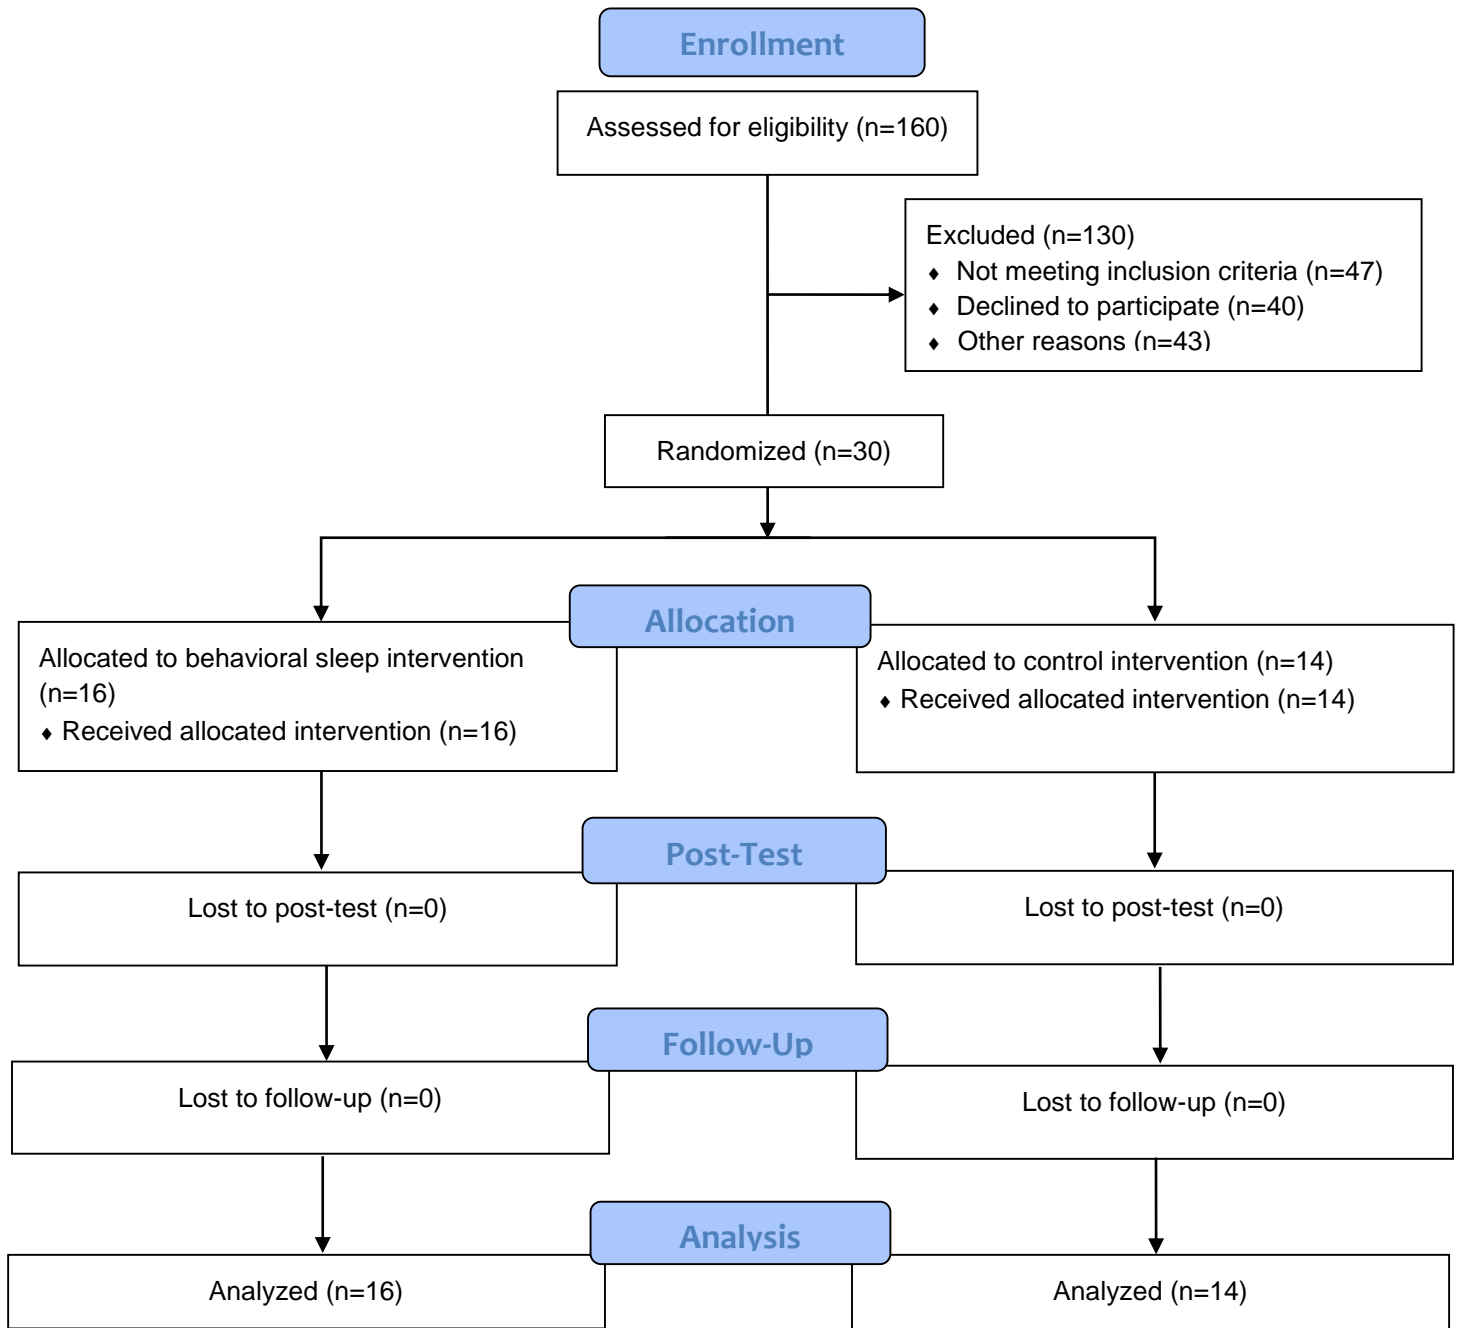 Enrollment
Assessed for eligibility (n=160)
Excluded (n=130)
♦ Not meeting inclusion criteria (n=47)
♦ Declined to participate (n=40)
♦ Other reasons (n=43)
Randomized (n=30)
Allocation
Allocated to behavioral sleep intervention
(n=16)
♦ Received allocated intervention (n=16)
Allocated to control intervention (n=14)
♦ Received allocated intervention (n=14)
Post-Test
Lost to post-test (n=0)
Lost to post-test (n=0)
Follow-Up
Lost to follow-up (n=0)
Lost to follow-up (n=0)
Analysis
Analyzed (n=16)
Analyzed (n=14)